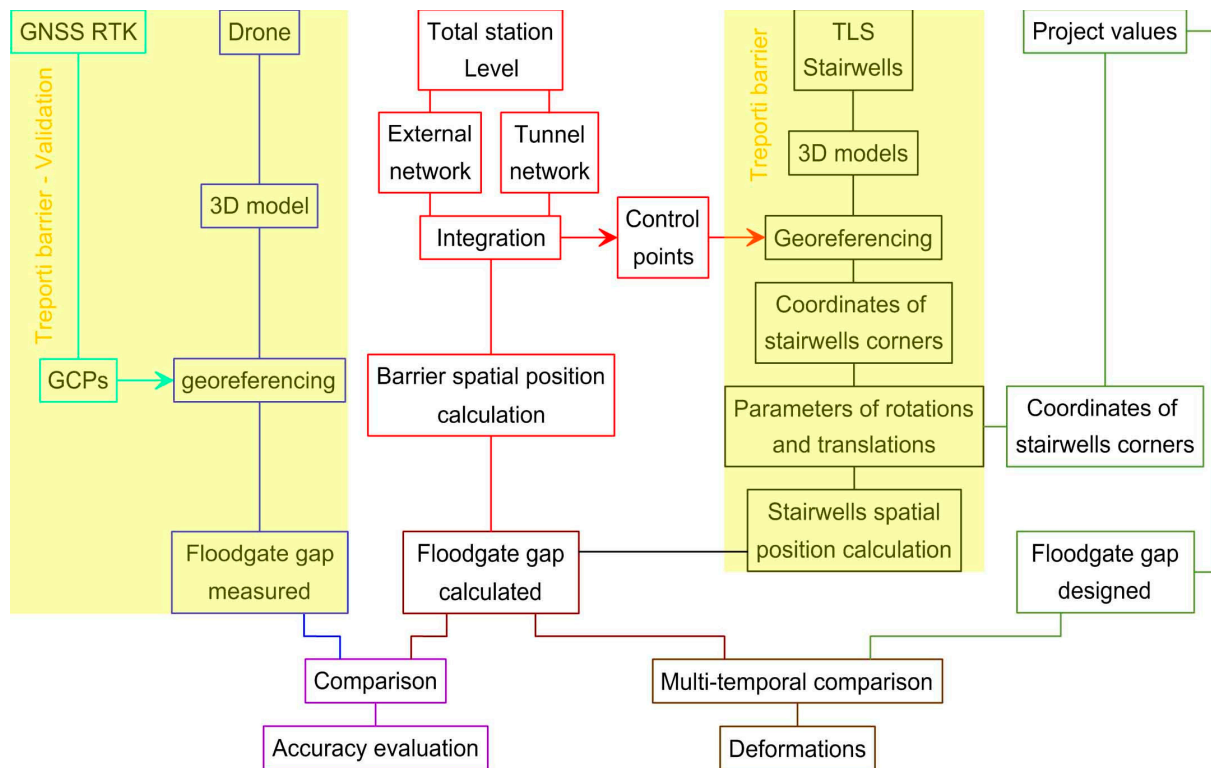 GNSS RTK
Drone
Total station
Level
TLS
Stairwells
Project values
Treporti barrier - Validation
Treporti barrier
External
network
Tunnel
network
3D models
3D model
Integration
Control
points
Georeferencing
Coordinates of
stairwells corners
GCPs
georeferencing
Barrier spatial position
calculation
Parameters of rotations
and translations
Coordinates of
stairwells corners
Stairwells spatial
position calculation
Floodgate gap
measured
Floodgate gap
calculated
Floodgate gap
designed
Comparison
Multi-temporal comparison
Accuracy evaluation
Deformations